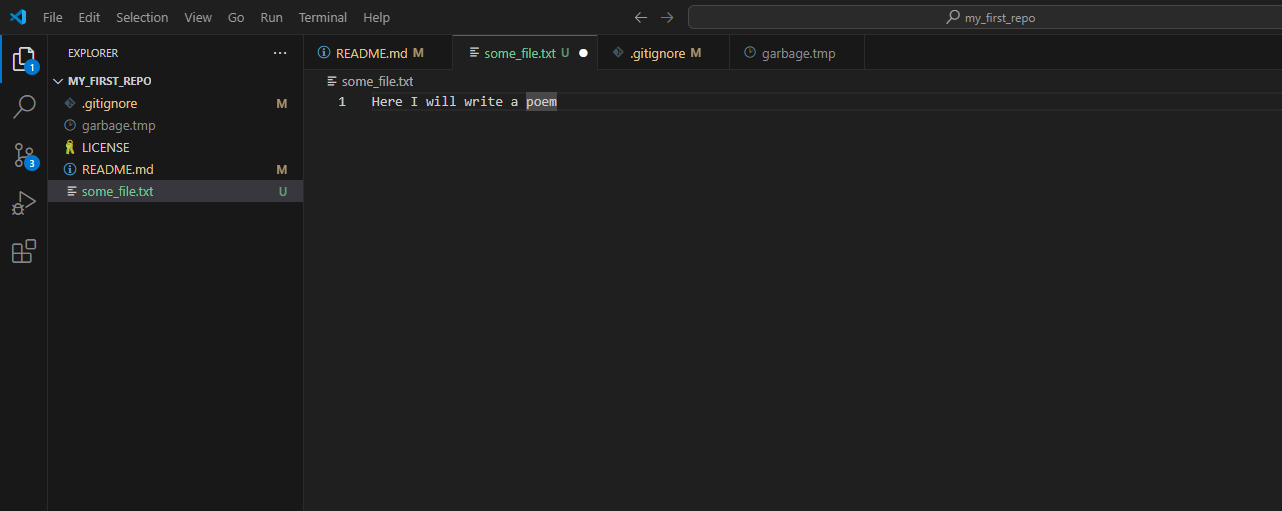 File Edit Selection View Go Run Terminal Help
my_first_repo
EXPLORER
MY_FIRST_REPO
.gitignore M
garbage.tmp
LICENSE
README.md M
some_file.txt U
1
3
README.md M some_file.txt U .gitignore M garbage.tmp
some_file.txt
1 Here I will write a poem